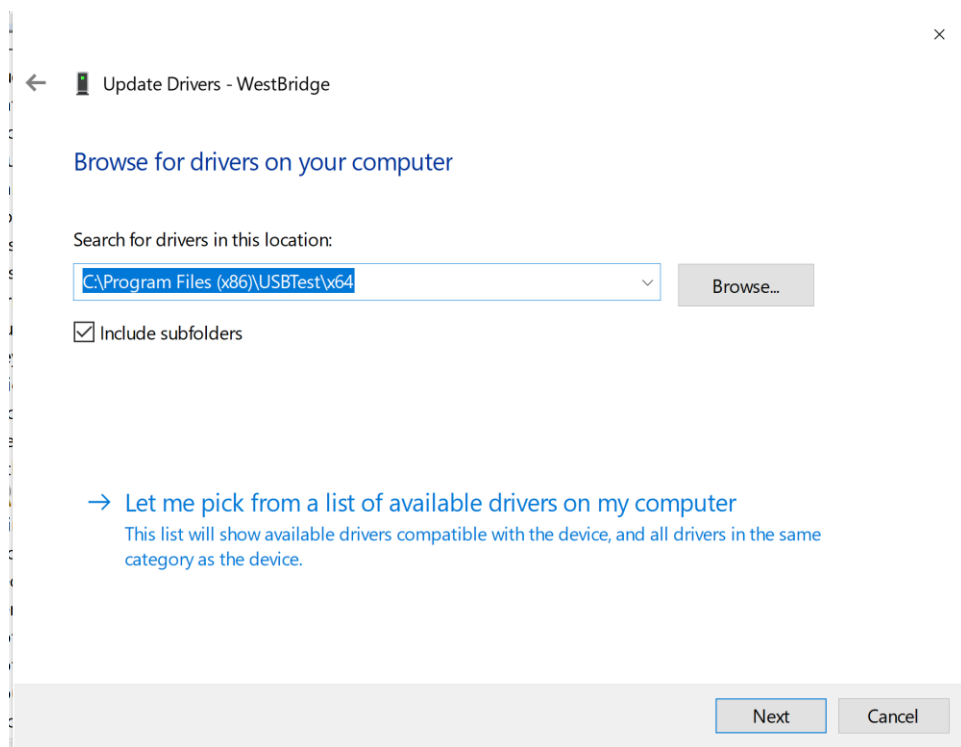 Update Drivers - WestBridge
Browse for drivers on your computer
Search for drivers in this location:
C:\Program Files (x86)\USBTest\x64
Browse...
Include subfolders
Let me pick from a list of available drivers on my computer
This list will show available drivers compatible with the device, and all drivers in the same
category as the device.
Next
Cancel